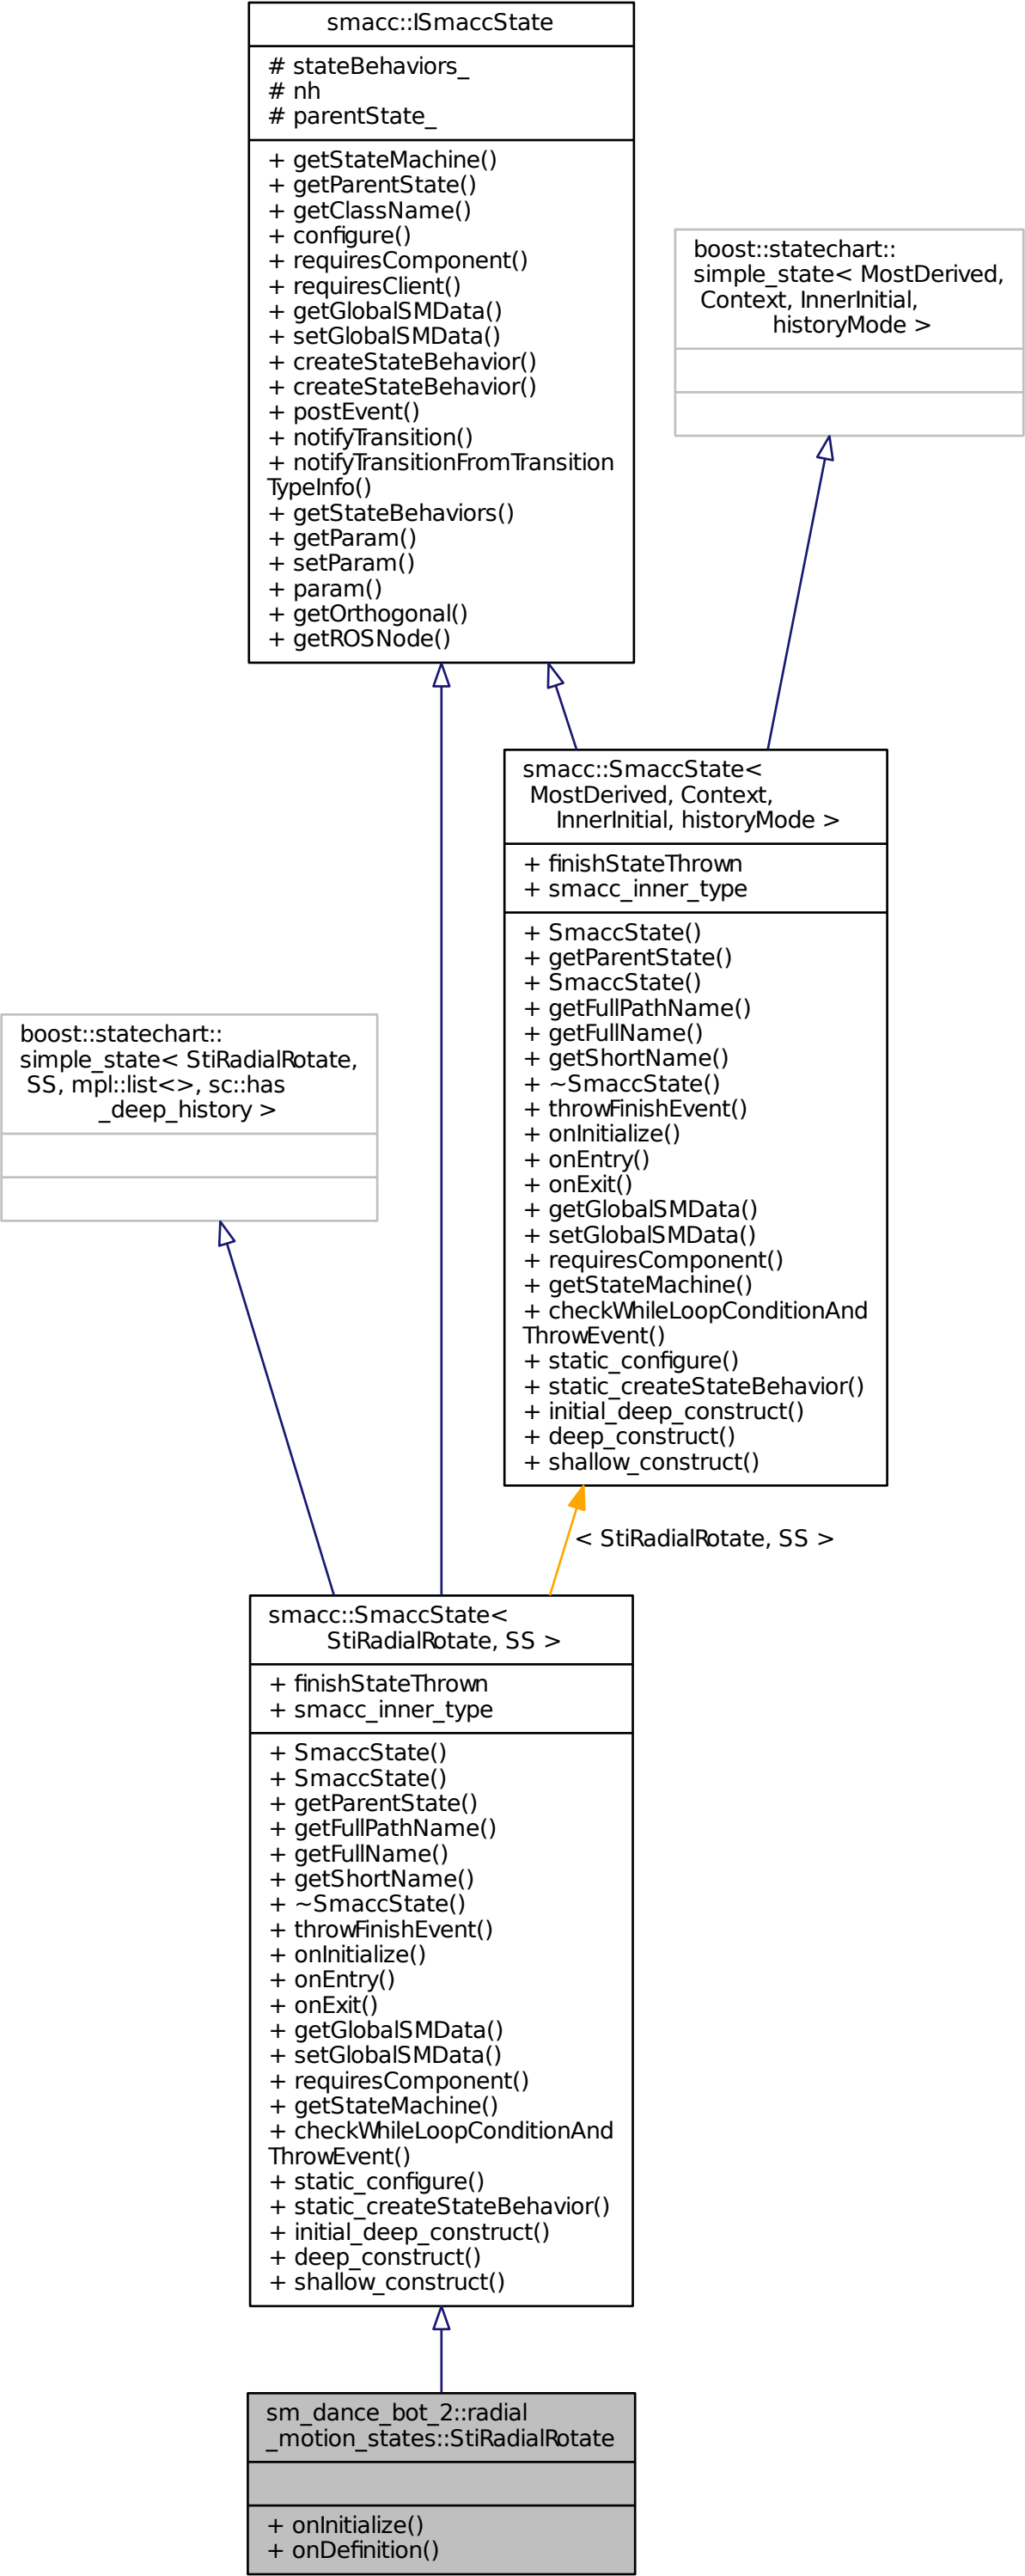 smacc::ISmaccState
# stateBehaviors_
# nh
# parentState_
+ getStateMachine()
+ getParentState()
+ getClassName()
+ configure()
+ requiresComponent()
+ requiresClient()
+ getGlobalSMData()
+ setGlobalSMData()
+ createStateBehavior()
+ createStateBehavior()
+ postEvent()
+ notifyTransition()
+ notifyTransitionFromTransition
TypeInfo()
+ getStateBehaviors()
+ getParam()
+ setParam()
+ param()
+ getOrthogonal()
+ getROSNode()
boost::statechart::
simple_state< MostDerived,
Context, InnerInitial,
historyMode >
smacc::SmaccState<
MostDerived, Context,
InnerInitial, historyMode >
+ finishStateThrown
+ smacc_inner_type
+ SmaccState()
+ getParentState()
+ SmaccState()
+ getFullPathName()
+ getFullName()
+ getShortName()
+ ~SmaccState()
+ throwFinishEvent()
+ onInitialize()
+ onEntry()
+ onExit()
+ getGlobalSMData()
+ setGlobalSMData()
+ requiresComponent()
+ getStateMachine()
+ checkWhileLoopConditionAnd
ThrowEvent()
+ static_configure()
+ static_createStateBehavior()
+ initial_deep_construct()
+ deep_construct()
+ shallow_construct()
boost::statechart::
simple_state< StiRadialRotate,
SS, mpl::list<>, sc::has
_deep_history >
< StiRadialRotate, SS >
smacc::SmaccState<
StiRadialRotate, SS >
+ finishStateThrown
+ smacc_inner_type
+ SmaccState()
+ SmaccState()
+ getParentState()
+ getFullPathName()
+ getFullName()
+ getShortName()
+ ~SmaccState()
+ throwFinishEvent()
+ onInitialize()
+ onEntry()
+ onExit()
+ getGlobalSMData()
+ setGlobalSMData()
+ requiresComponent()
+ getStateMachine()
+ checkWhileLoopConditionAnd
ThrowEvent()
+ static_configure()
+ static_createStateBehavior()
+ initial_deep_construct()
+ deep_construct()
+ shallow_construct()
sm_dance_bot_2::radial
_motion_states::StiRadialRotate
+ onInitialize()
+ onDefinition()